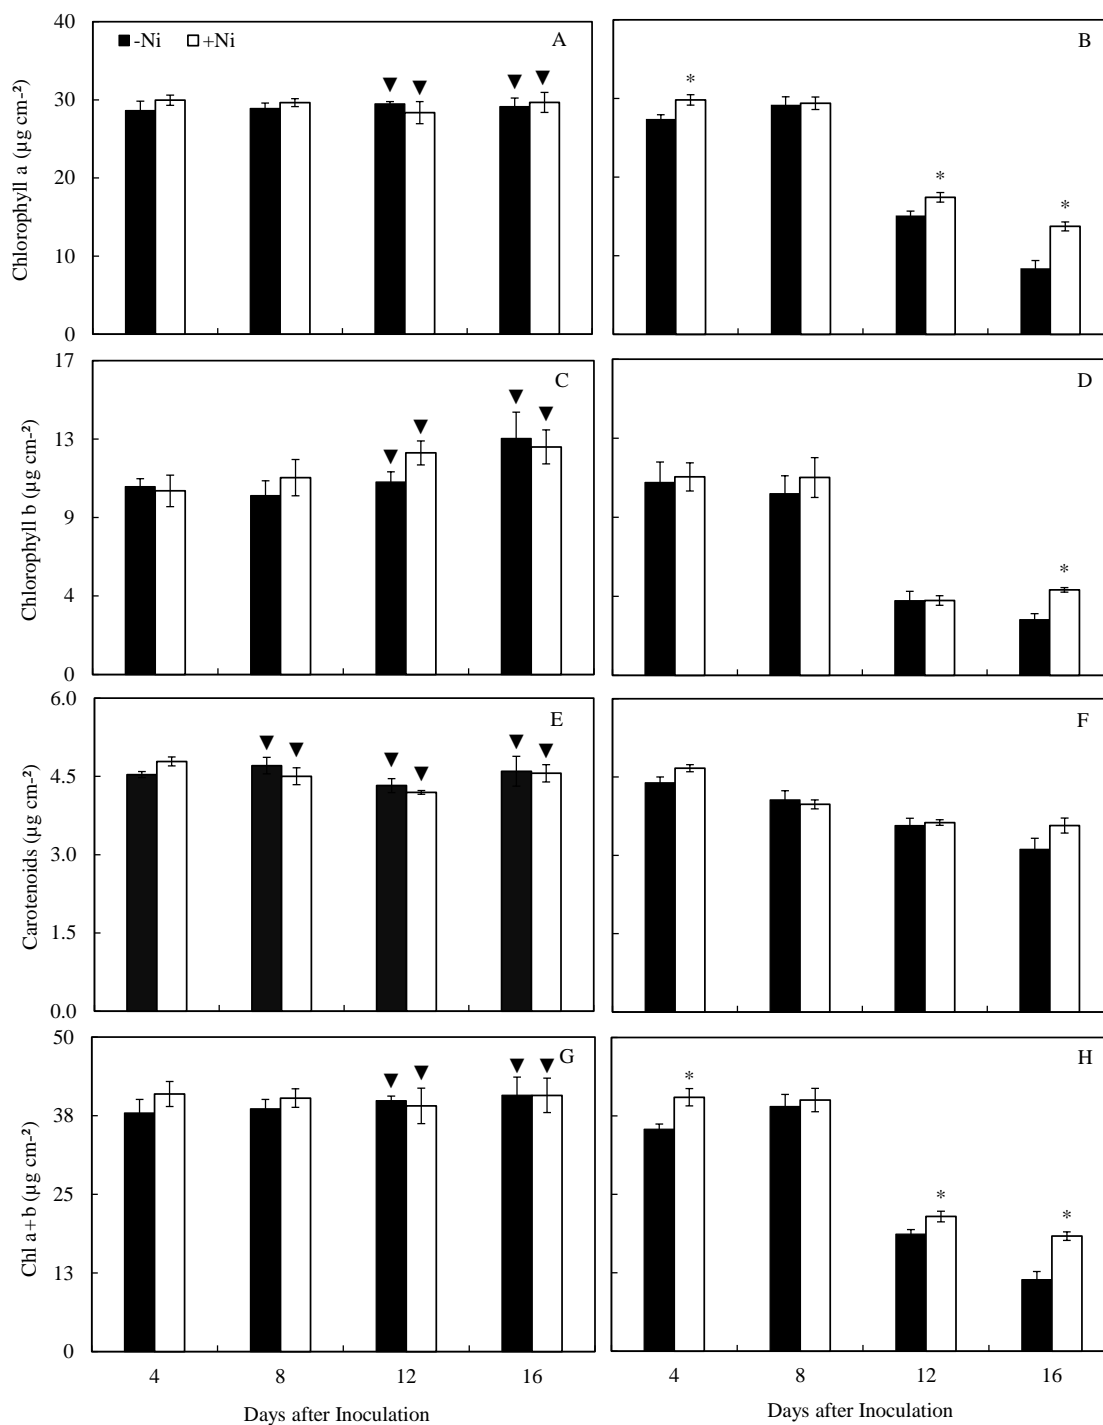 -Ni +Ni
A
B
* * *
Chlorophyll a (µg cm-²)
40
30
20
10
0
C
D
*
Chlorophyll b (µg cm-²)
17
13
9
4
0
E
F
Carotenoids (µg cm-²)
6.0
4.5
3.0
1.5
0.0
G
H
* * *
Chl a+b (µg cm-²)
50
38
25
13
0
4 8 12 16
4 8 12 16
Days after Inoculation
Days after Inoculation